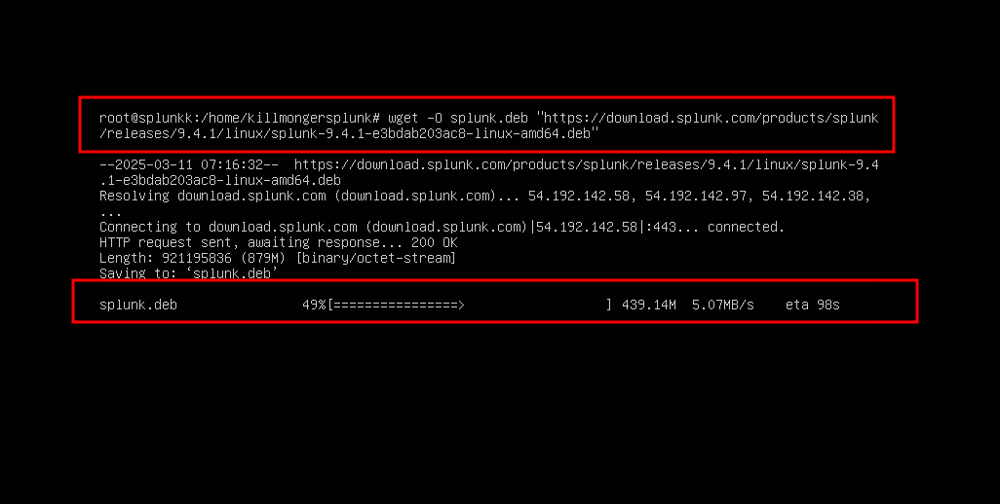 root@splunkk:/home/killmongersplunk# wget -O splunk.deb "https://download.splunk.com/products/splunk
/releases/9.4.1/linux/splunk-9.4.1-e3bdab203ac8-linux-amd64.deb"
--2025-03-11 07:16:32--  https://download.splunk.com/products/splunk/releases/9.4.1/linux/splunk-9.4
.1-e3bdab203ac8-linux-amd64.deb
Resolving download.splunk.com (download.splunk.com)... 54.192.142.58, 54.192.142.97, 54.192.142.38,
...
Connecting to download.splunk.com (download.splunk.com)|54.192.142.58|:443... connected.
HTTP request sent, awaiting response... 200 OK
Length: 921195836 (879M) [binary/octet-stream]
Saving to: ‘splunk.deb’
splunk.deb                49%[================>                  ] 439.14M  5.07MB/s    eta 98s